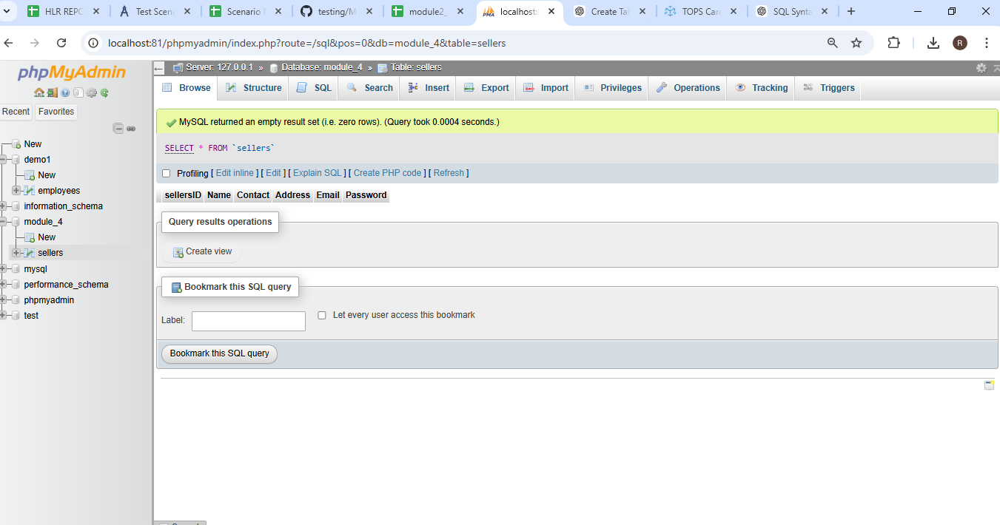 HLR REPO
Test Scena
Scenario
testing/M
module2_
localhost:
Create Tab
TOPS Care
SQL Synta
localhost:81/phpmyadmin/index.php?route=/sql&pos=0&db=module_4&table=sellers
R
phpMyAdmin
Recent
Favorites
New
demo1
New
employees
information_schema
module_4
New
sellers
mysql
performance_schema
phpmyadmin
test
Server: 127.0.0.1 » Database: module_4 » Table: sellers
Browse
Structure
SQL
Search
Insert
Export
Import
Privileges
Operations
Tracking
Triggers
MySQL returned an empty result set (i.e. zero rows). (Query took 0.0004 seconds.)
SELECT * FROM `sellers`
Profiling [ Edit inline ] [ Edit ] [ Explain SQL ] [ Create PHP code ] [ Refresh ]
sellersID Name Contact Address Email Password
Query results operations
Create view
Bookmark this SQL query
Label:
Let every user access this bookmark
Bookmark this SQL query